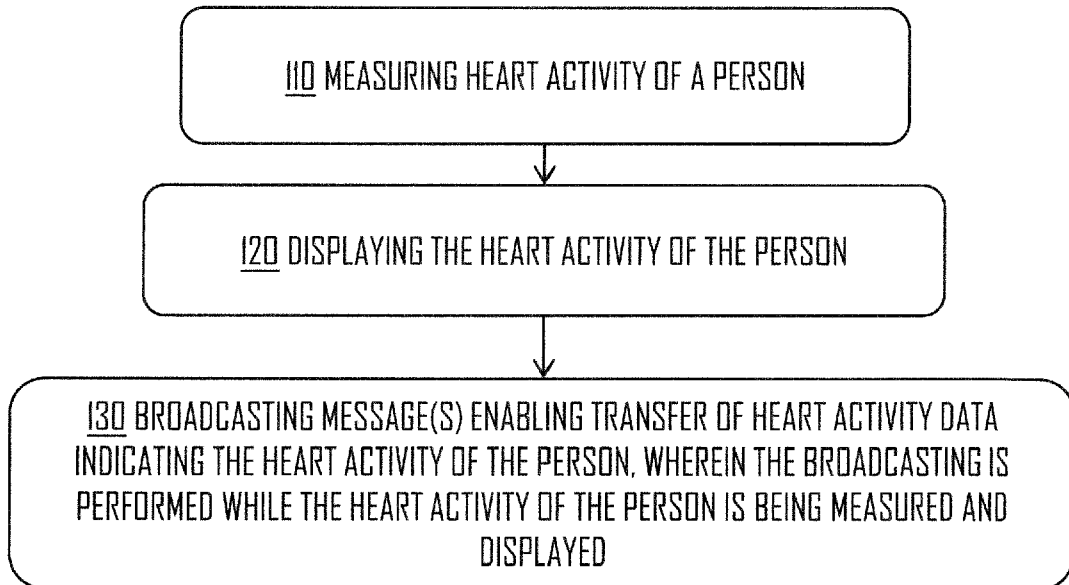 110 MEASURING HEART ACTIVITY OF A PERSON
120 DISPLAYING THE HEART ACTIVITY OF THE PERSON
130 BROADCASTING MESSAGE(S) ENABLING TRANSFER OF HEART ACTIVITY DATA
INDICATING THE HEART ACTIVITY OF THE PERSON, WHEREIN THE BROADCASTING IS
PERFORMED WHILE THE HEART ACTIVITY OF THE PERSON IS BEING MEASURED AND
DISPLAYED